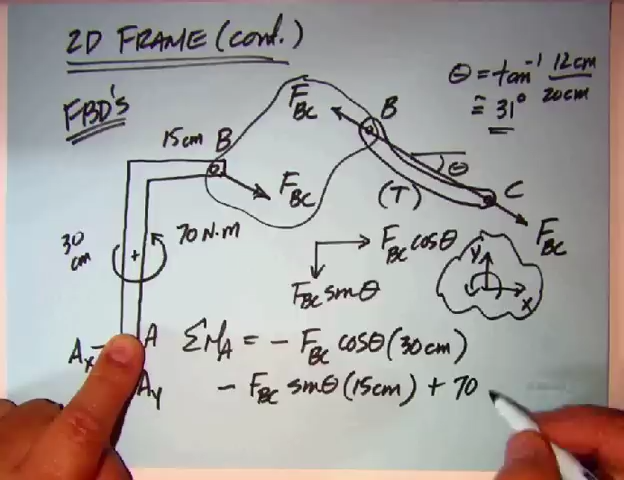 2D FRAME (cont.)
θ = tan⁻¹ 12cm / 20cm
≅ 31°
FBD's
F_BC B
15cm B
θ
F_BC
(T) C
30 cm
70 N·m
F_BC cosθ
F_BC
F_BC sinθ
y
x
+
A_x A
A_y
ΣM_A = - F_BC cosθ (30cm)
- F_BC sinθ (15cm) + 70